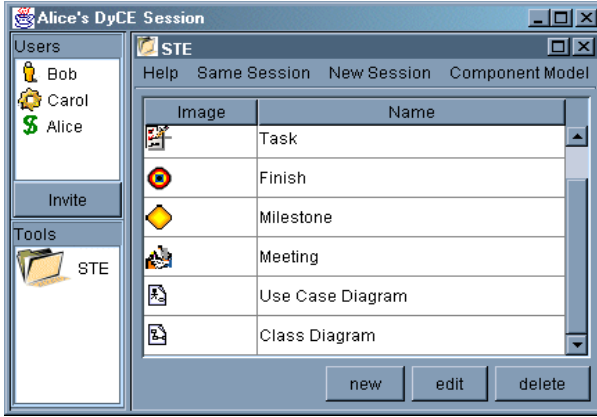 Alice's DyCE Session
Users
Bob
Carol
Alice
Invite
Tools
STE
STE
Help Same Session New Session Component Model
Image Name
Task
Finish
Milestone
Meeting
Use Case Diagram
Class Diagram
new edit delete